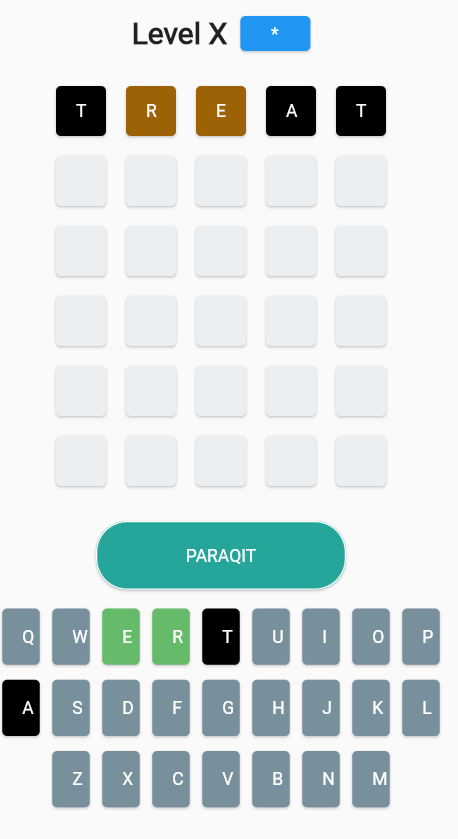 Level X *
T R E A T
PARAQIT
Q W E R T U I O P
A S D F G H J K L
Z X C V B N M